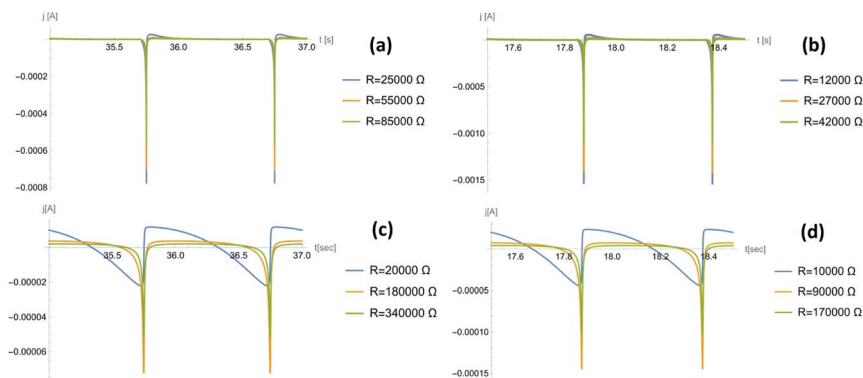 j [A]
t [s]
35.5 36.0 36.5 37.0
(a)
-0.0002
-0.0004
-0.0006
-0.0008
R=25000 Ω
R=55000 Ω
R=85000 Ω
j [A]
t [s]
17.6 17.8 18.0 18.2 18.4
(b)
-0.0005
-0.0010
-0.0015
R=12000 Ω
R=27000 Ω
R=42000 Ω
j[A]
(c)
t[sec]
35.5 36.0 36.5 37.0
-0.00002
-0.00004
-0.00006
R=20000 Ω
R=180000 Ω
R=340000 Ω
j[A]
(d)
t[sec]
17.6 17.8 18.0 18.2 18.4
-0.00005
-0.00010
-0.00015
R=10000 Ω
R=90000 Ω
R=170000 Ω